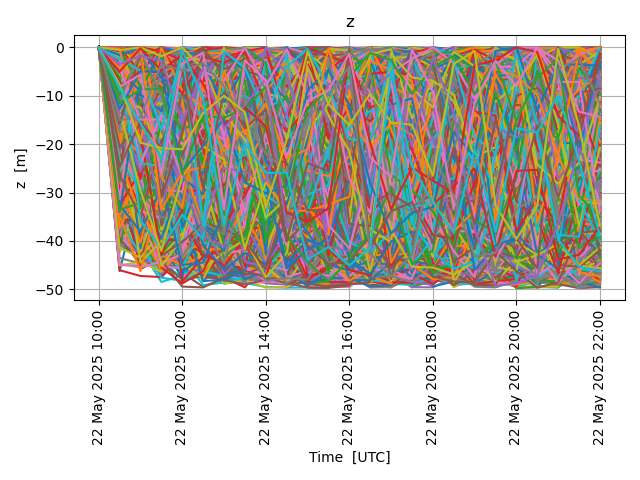 z
0
−10
−20
−30
−40
−50
z [m]
22 May 2025 10:00
22 May 2025 12:00
22 May 2025 14:00
22 May 2025 16:00
22 May 2025 18:00
22 May 2025 20:00
22 May 2025 22:00
Time [UTC]